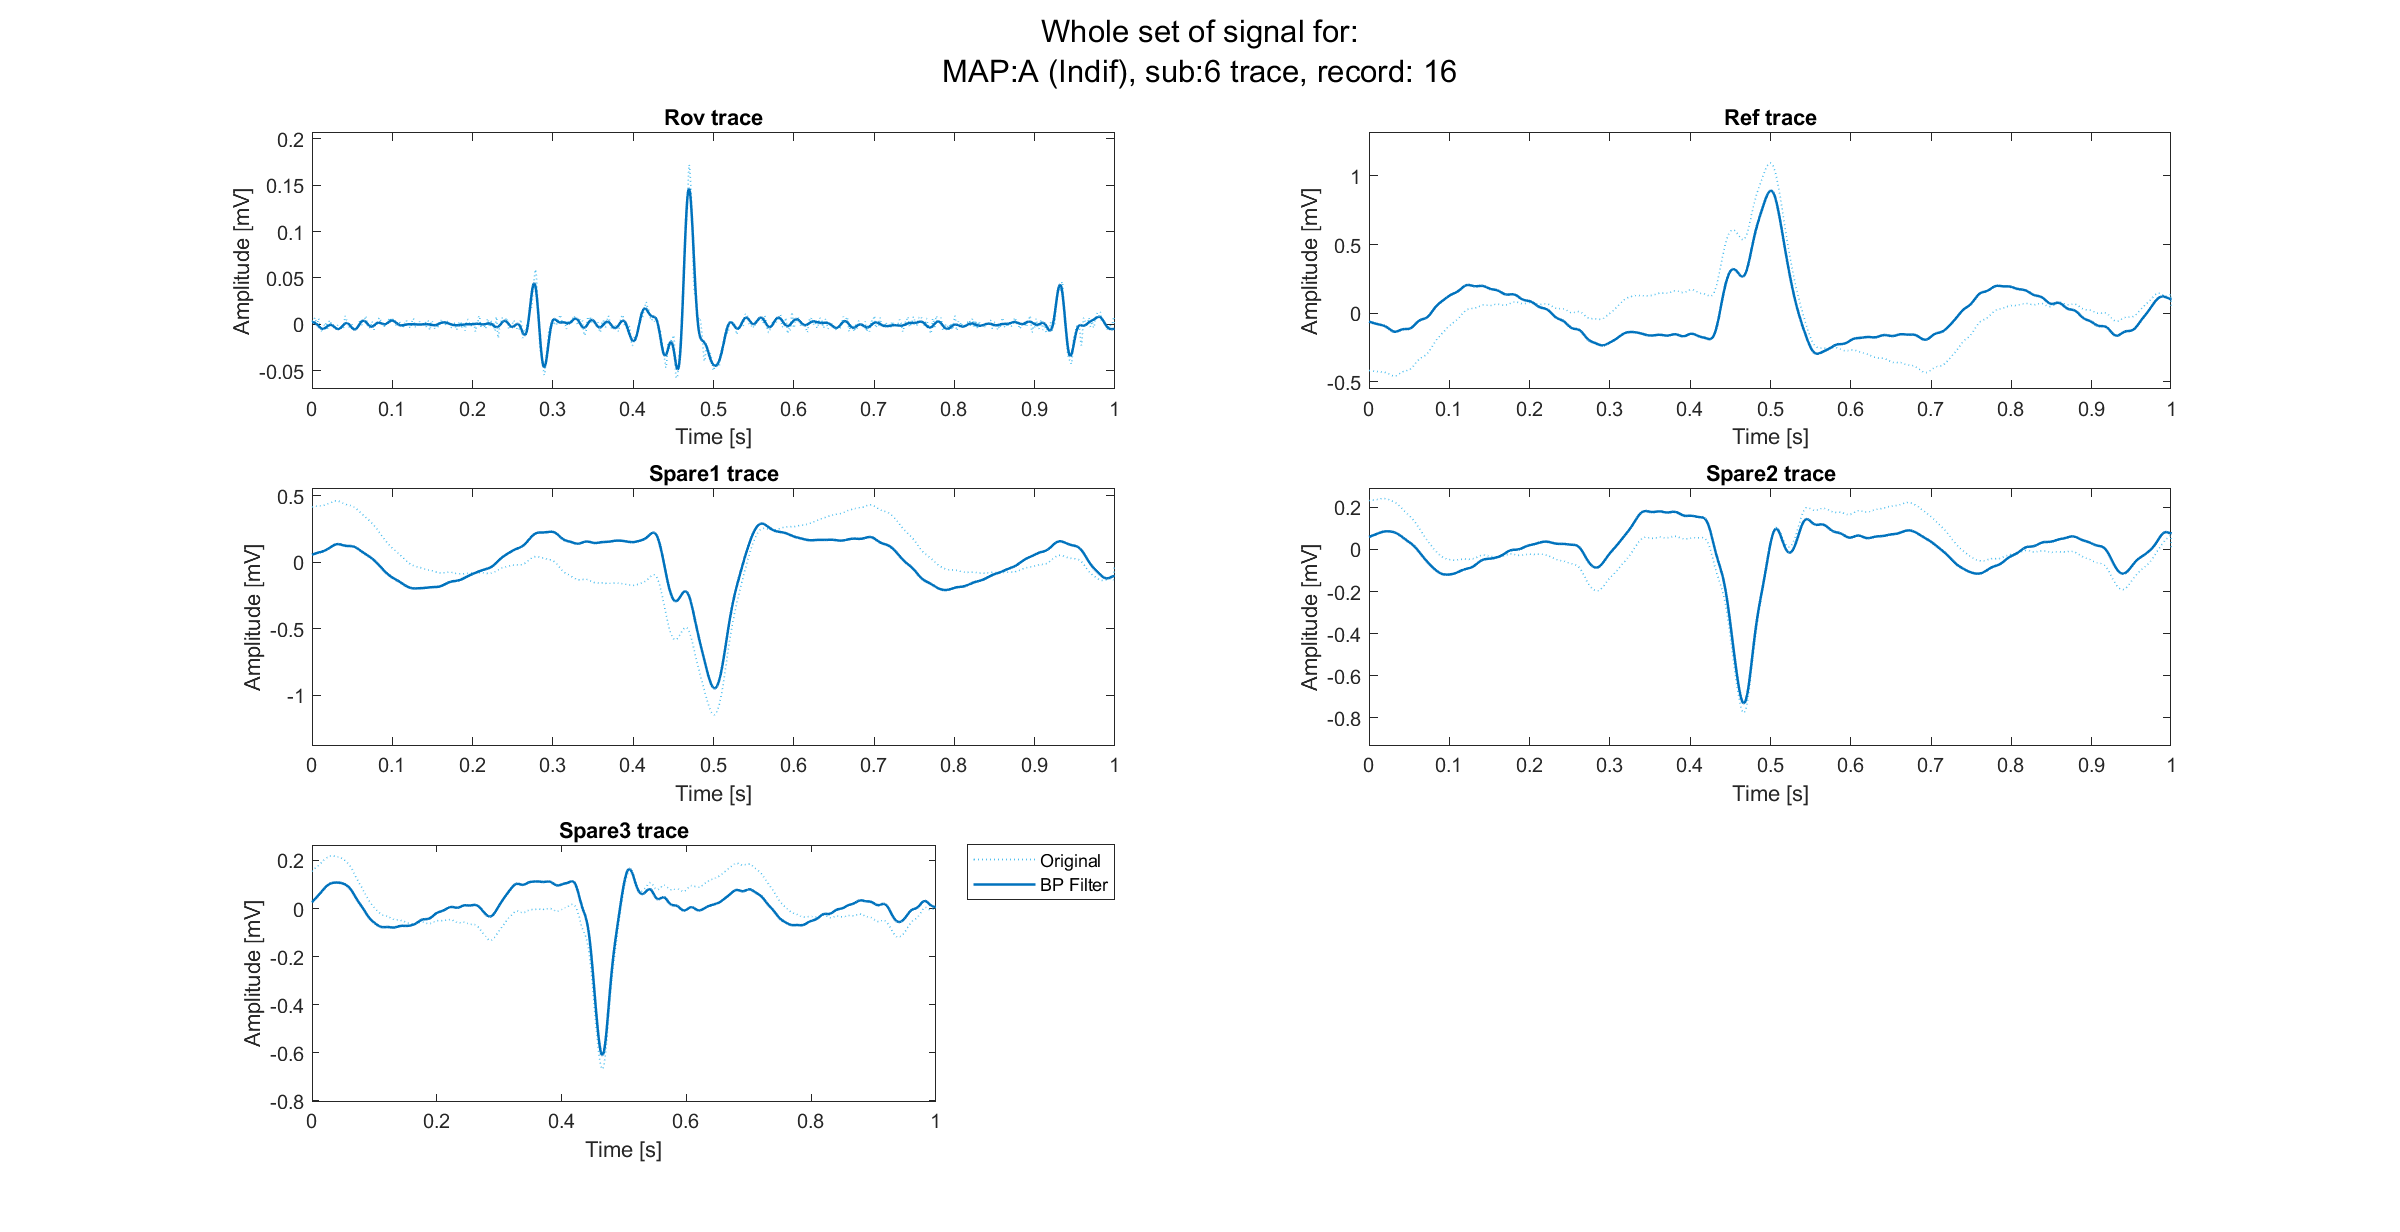 Whole set of signal for:
MAP:A (Indif), sub:6 trace, record: 16
Rov trace
0.2
0.15
0.1
0.05
0
-0.05
Amplitude [mV]
0 0.1 0.2 0.3 0.4 0.5 0.6 0.7 0.8 0.9 1
Time [s]
Ref trace
1
0.5
0
-0.5
Amplitude [mV]
0 0.1 0.2 0.3 0.4 0.5 0.6 0.7 0.8 0.9 1
Time [s]
Spare1 trace
0.5
0
-0.5
-1
Amplitude [mV]
0 0.1 0.2 0.3 0.4 0.5 0.6 0.7 0.8 0.9 1
Time [s]
Spare2 trace
0.2
0
-0.2
-0.4
-0.6
-0.8
Amplitude [mV]
0 0.1 0.2 0.3 0.4 0.5 0.6 0.7 0.8 0.9 1
Time [s]
Spare3 trace
0.2
0
-0.2
-0.4
-0.6
-0.8
Amplitude [mV]
0 0.2 0.4 0.6 0.8 1
Time [s]
Original
BP Filter